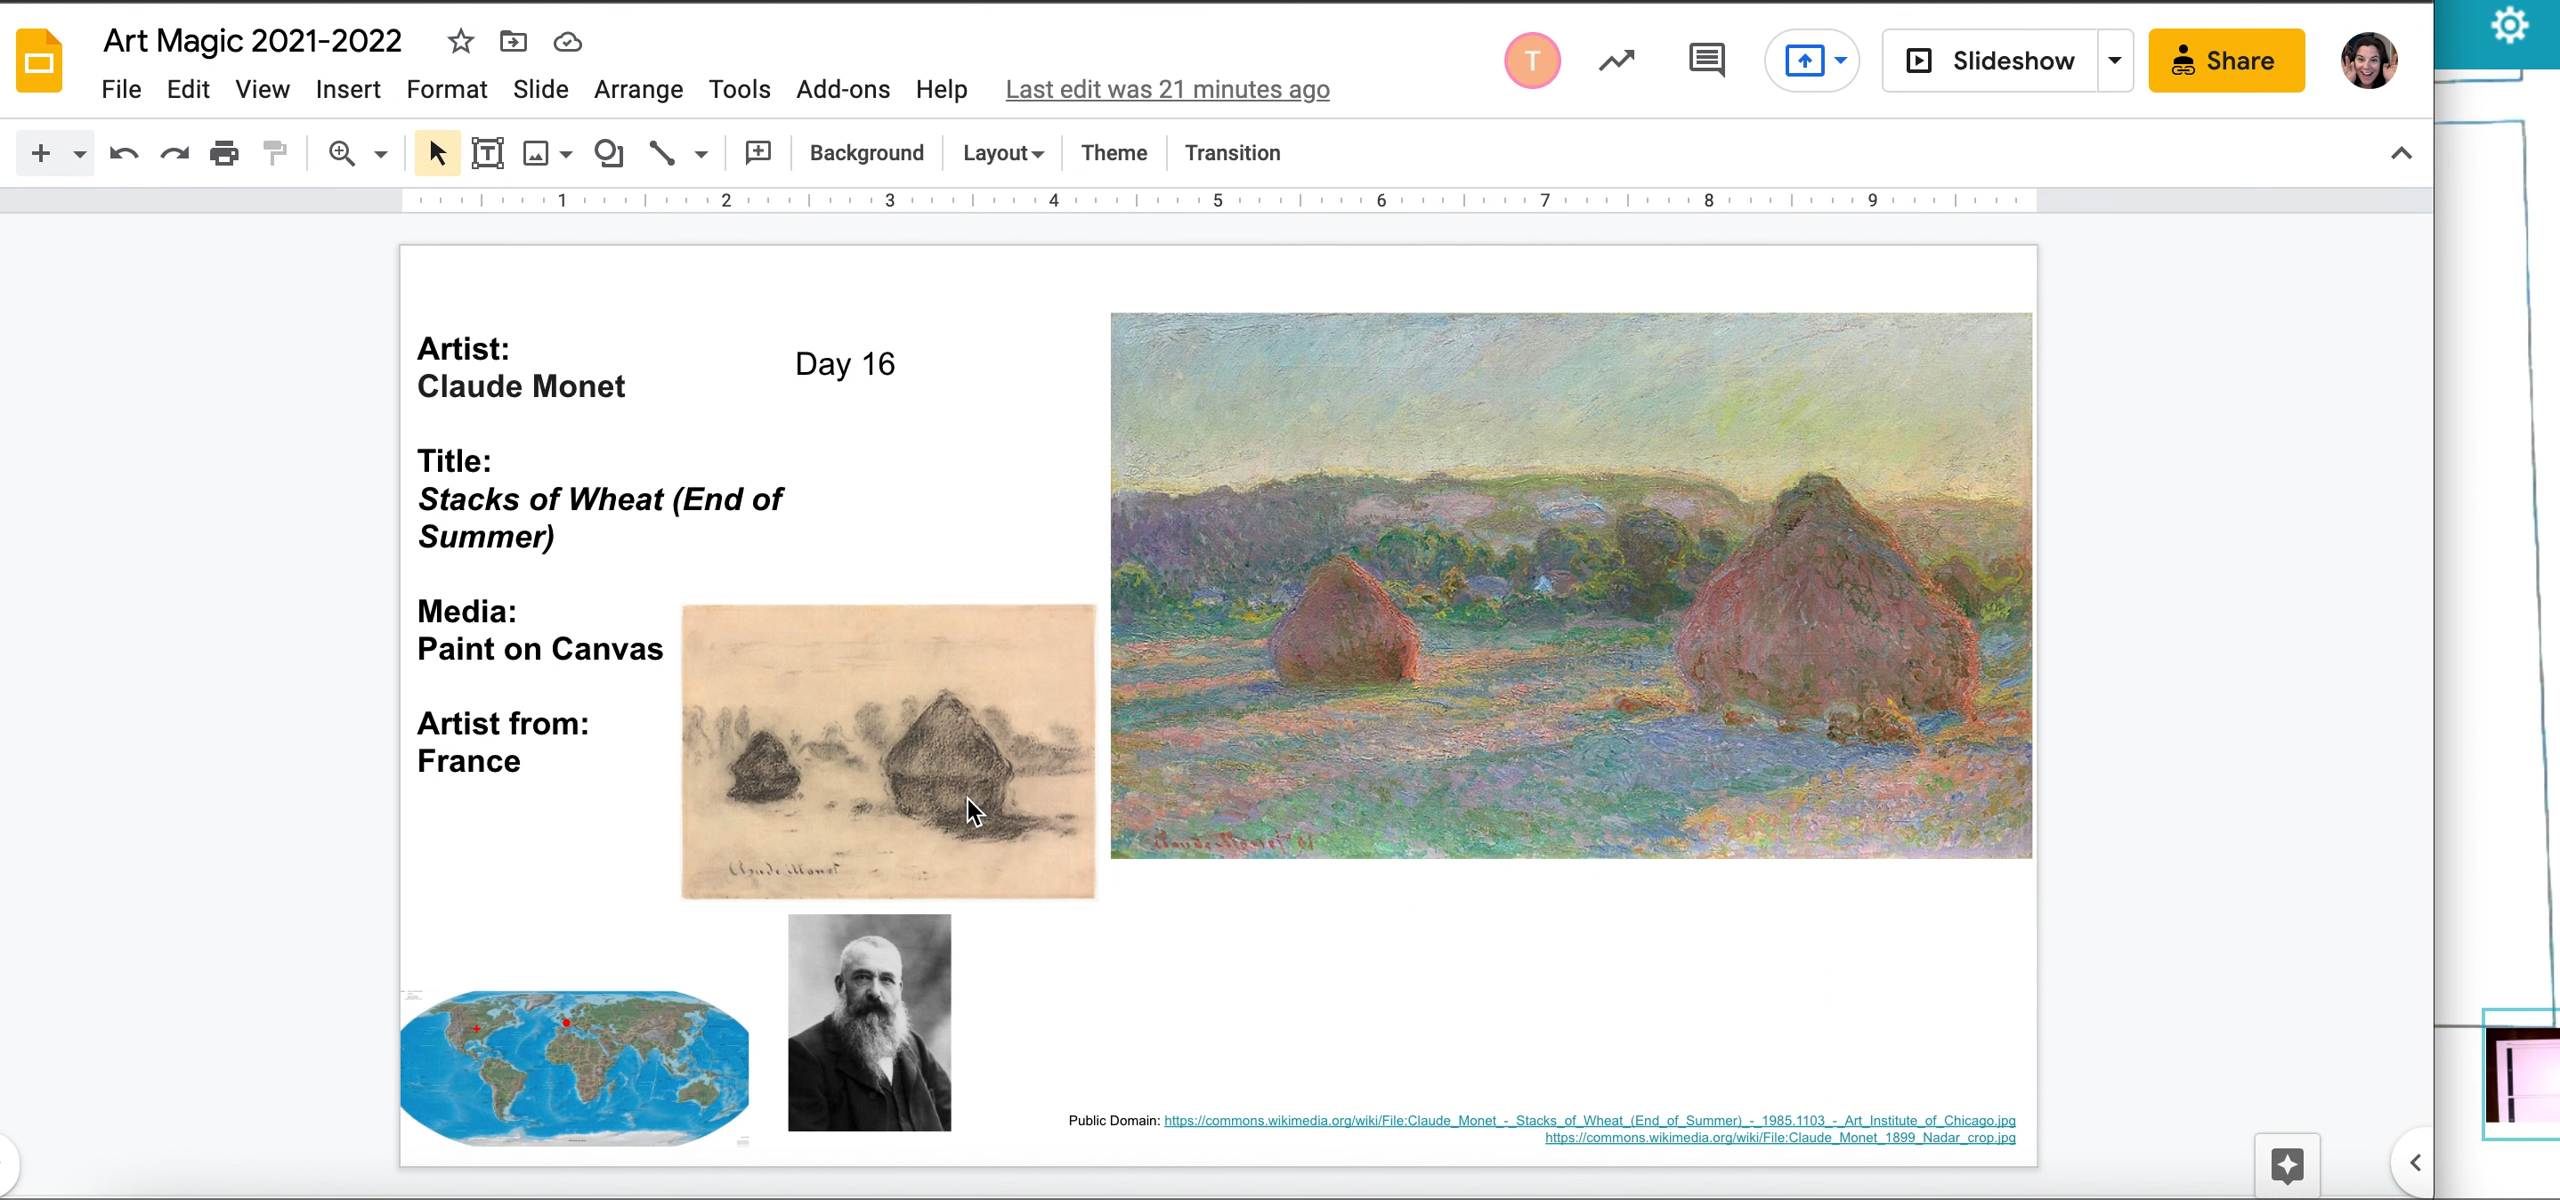 Art Magic 2021-2022
File Edit View Insert Format Slide Arrange Tools Add-ons Help Last edit was 21 minutes ago
T
Slideshow
Share
Background Layout Theme Transition
1 2 3 4 5 6 7 8 9
Artist:
Claude Monet
Day 16
Title:
Stacks of Wheat (End of
Summer)
Media:
Paint on Canvas
Artist from:
France
Claude Monet
Public Domain: https://commons.wikimedia.org/wiki/File:Claude_Monet_-_Stacks_of_Wheat_(End_of_Summer)_-_1985.1103_-_Art_Institute_of_Chicago.jpg
https://commons.wikimedia.org/wiki/File:Claude_Monet_1899_Nadar_crop.jpg